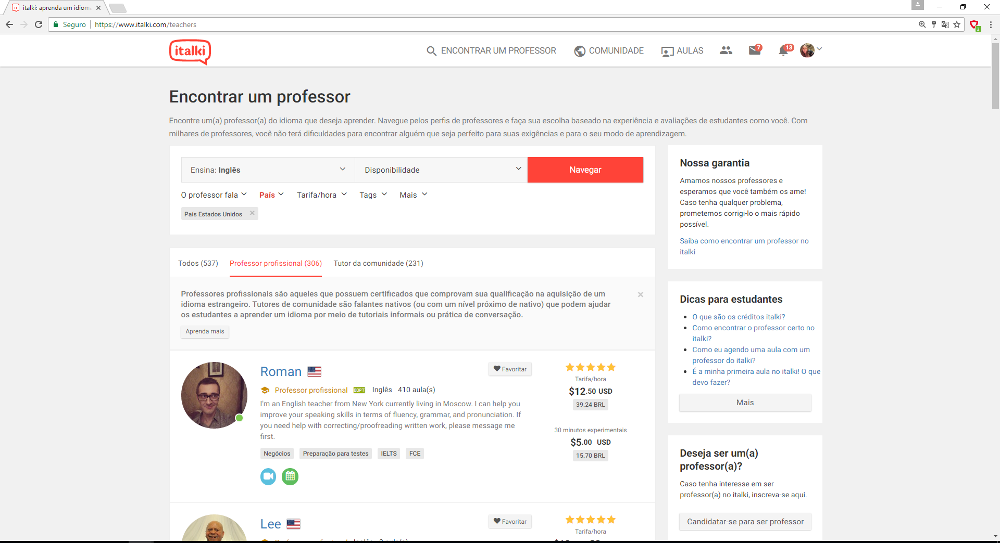 italki: aprenda um idioma
Seguro
https://www.italki.com/teachers
2
italki
ENCONTRAR UM PROFESSOR
COMUNIDADE
AULAS
7
13
Encontrar um professor
Encontre um(a) professor(a) do idioma que deseja aprender. Navegue pelos perfis de professores e faça sua escolha baseado na experiência e avaliações de estudantes como você. Com
milhares de professores, você não terá dificuldades para encontrar alguém que seja perfeito para suas exigências e para o seu modo de aprendizagem.
Ensina: Inglês
Disponibilidade
Navegar
O professor fala
País
Tarifa/hora
Tags
Mais
País Estados Unidos
Todos (537)
Professor profissional (306)
Tutor da comunidade (231)
Professores profissionais são aqueles que possuem certificados que comprovam sua qualificação na aquisição de um
idioma estrangeiro. Tutores de comunidade são falantes nativos (ou com um nível próximo de nativo) que podem ajudar
os estudantes a aprender um idioma por meio de tutoriais informais ou prática de conversação.
Aprenda mais
Roman
Favoritar
Professor profissional
OOPT
Inglês
410 aula(s)
I'm an English teacher from New York currently living in Moscow. I can help you
improve your speaking skills in terms of fluency, grammar, and pronunciation. If
you need help with correcting/proofreading written work, please message me
first.
Negócios
Preparação para testes
IELTS
FCE
Tarifa/hora
$12.50 USD
39.24 BRL
30 minutos experimentais
$5.00 USD
15.70 BRL
Lee
Favoritar
Tarifa/hora
Nossa garantia
Amamos nossos professores e
esperamos que você também os ame!
Caso tenha qualquer problema,
prometemos corrigi-lo o mais rápido
possível.
Saiba como encontrar um professor no
italki
Dicas para estudantes
O que são os créditos italki?
Como encontrar o professor certo no
italki?
Como eu agendo uma aula com um
professor do italki?
É a minha primeira aula no italki! O que
devo fazer?
Mais
Deseja ser um(a)
professor(a)?
Caso tenha interesse em ser
professor(a) no italki, inscreva-se aqui.
Candidatar-se para ser professor